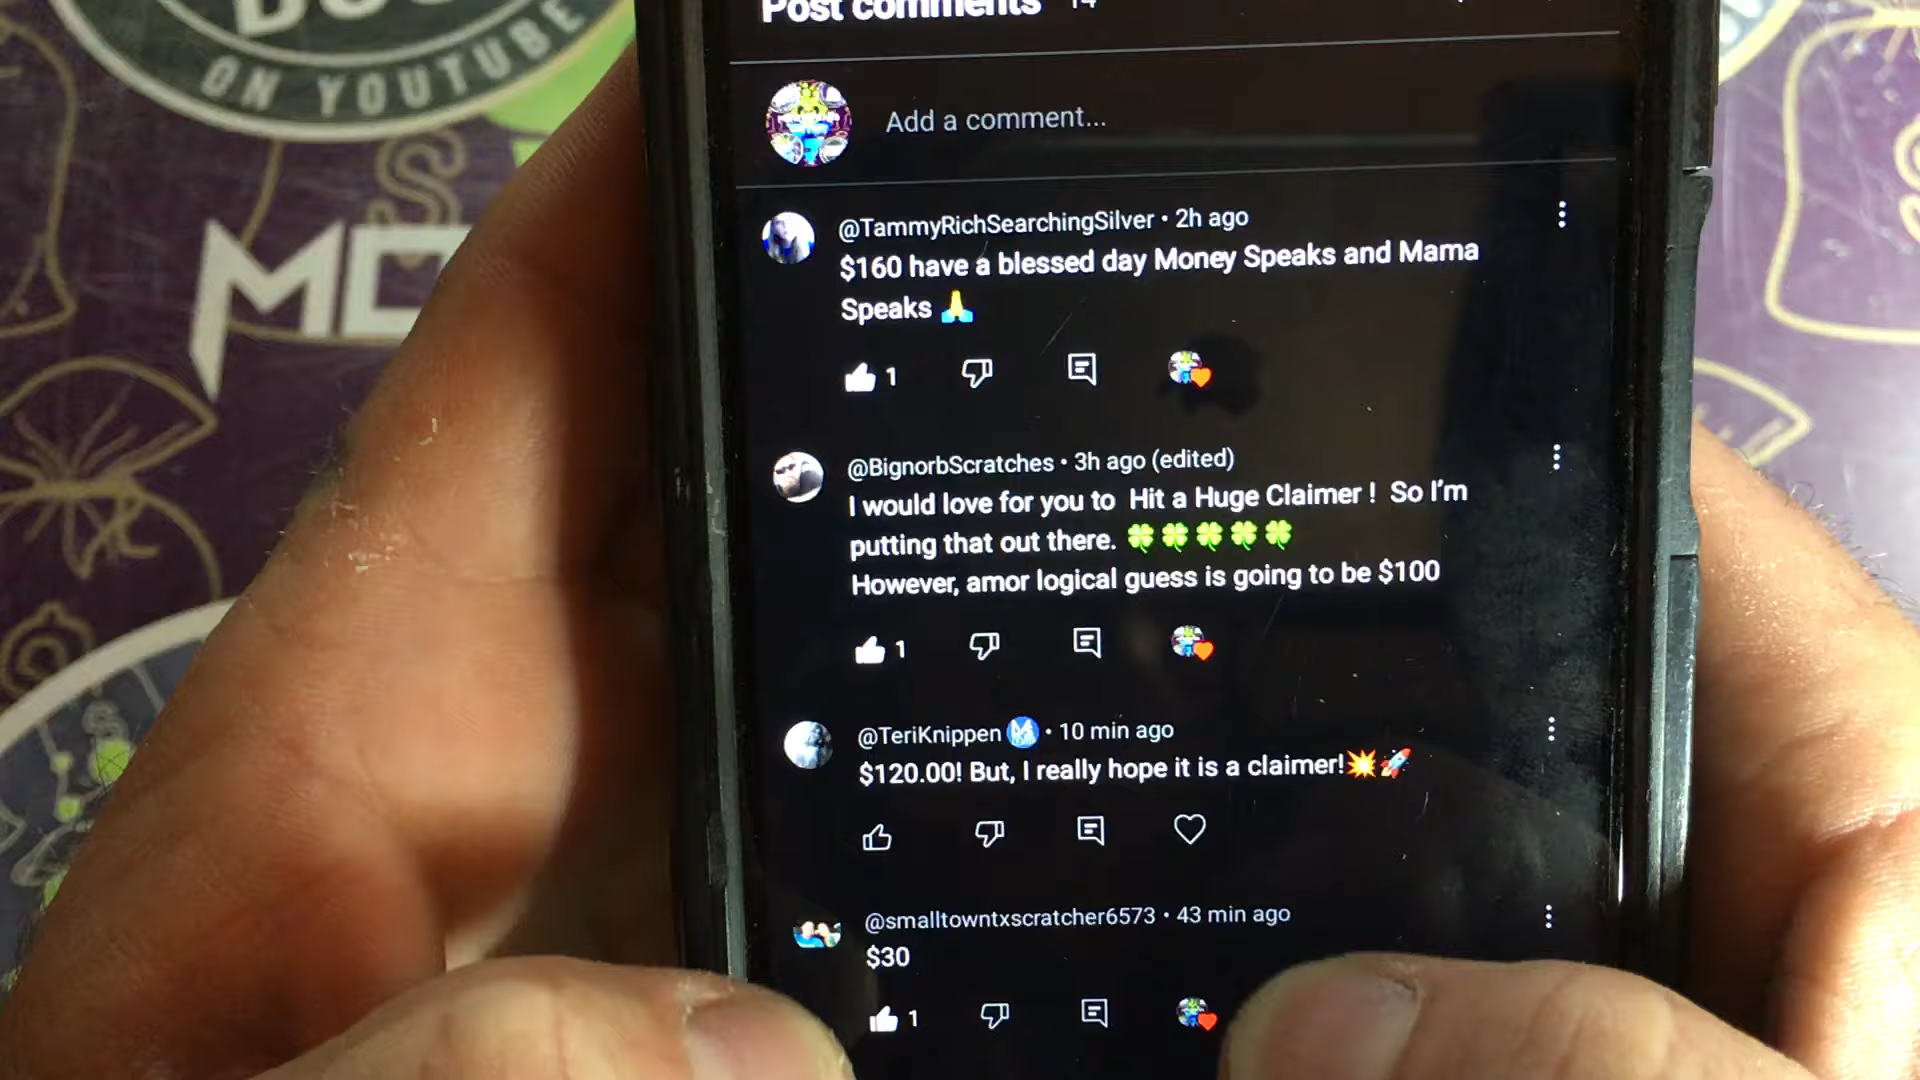 ON YOUTUBE
Post comments 14
Add a comment...
@TammyRichSearchingSilver • 2h ago
$160 have a blessed day Money Speaks and Mama
Speaks 🙏
1
@BignorbScratches • 3h ago (edited)
I would love for you to Hit a Huge Claimer ! So I'm
putting that out there. 🍀🍀🍀🍀🍀
However, amor logical guess is going to be $100
1
@TeriKnippen • 10 min ago
$120.00! But, I really hope it is a claimer!💥🚀
@smalltowntxscratcher6573 • 43 min ago
$30
1